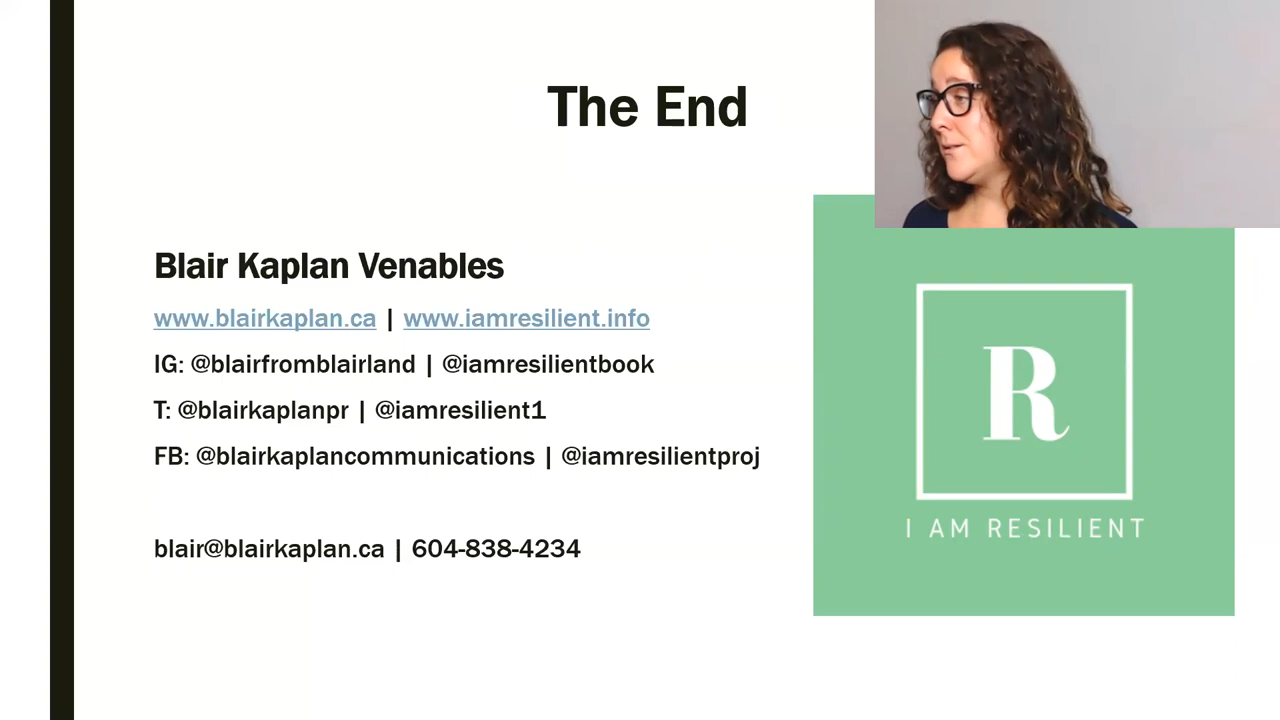 The End
Blair Kaplan Venables
www.blairkaplan.ca | www.iamresilient.info
IG: @blairfromblairland | @iamresilientbook
T: @blairkaplanpr | @iamresilient1
FB: @blairkaplancommunications | @iamresilientproj
blair@blairkaplan.ca | 604-838-4234
R
I AM RESILIENT